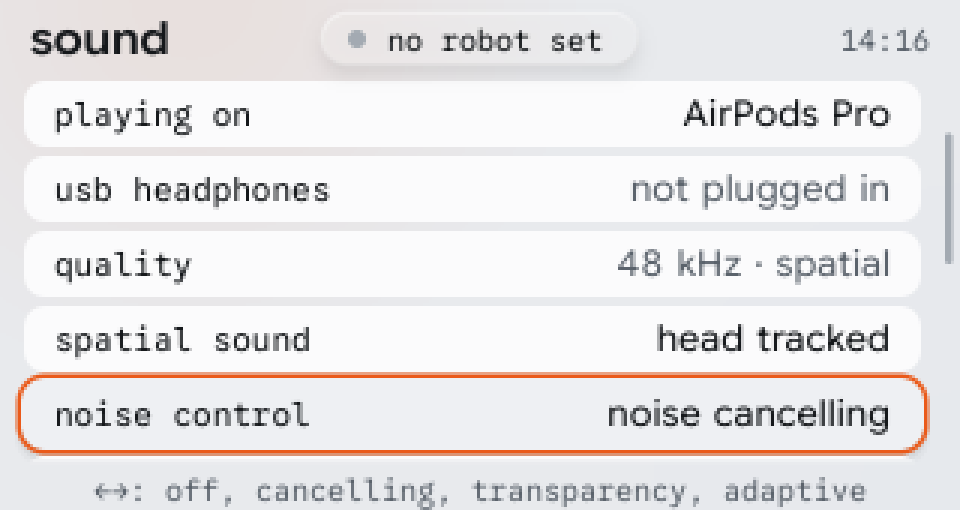 sound no robot set 14:16
playing on AirPods Pro
usb headphones not plugged in
quality 48 kHz · spatial
spatial sound head tracked
noise control noise cancelling
↔: off, cancelling, transparency, adaptive